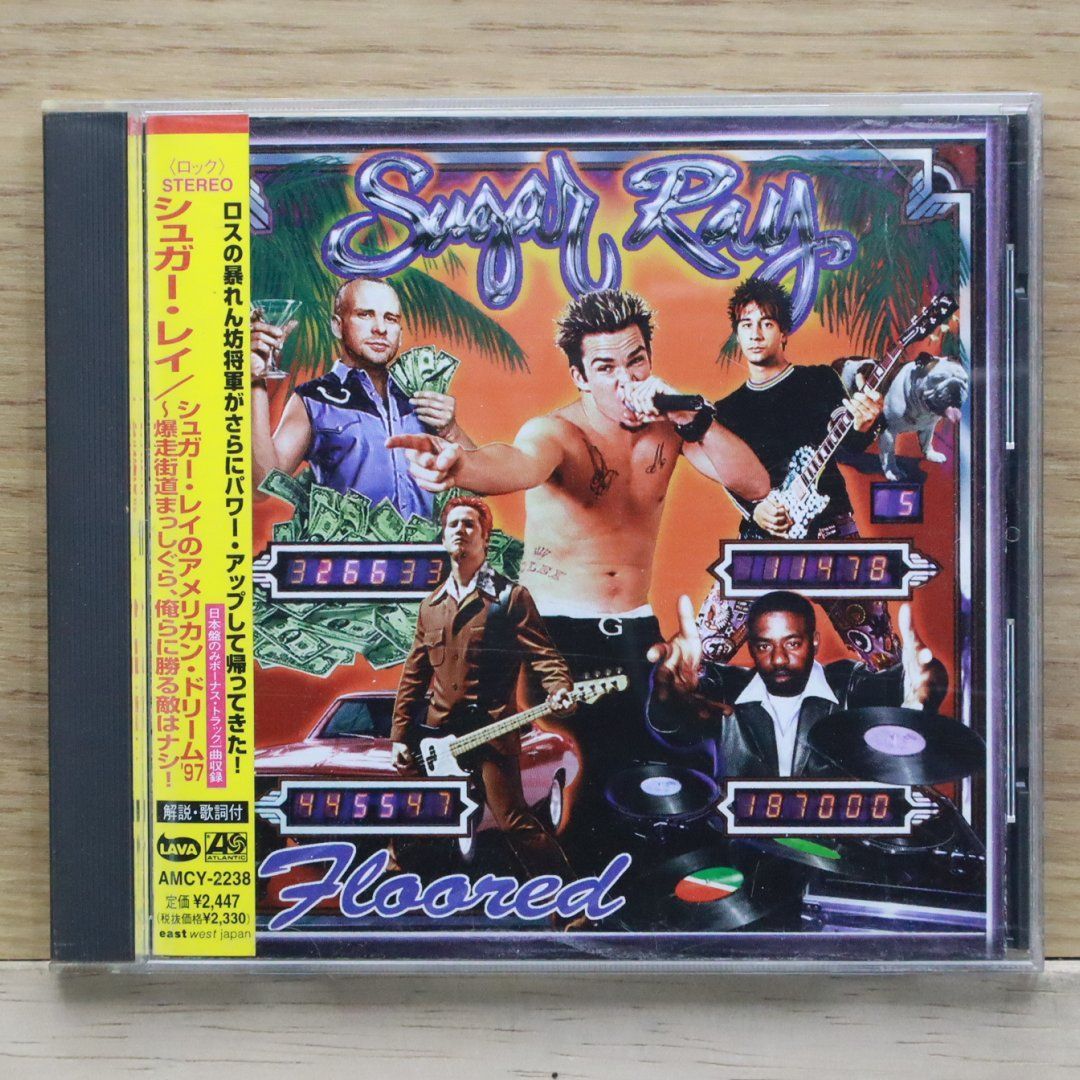 〈ロック〉
STEREO
ロスの暴れん坊将軍がさらにパワー・アップして帰ってきた!
シュガー・レイ/シュガー・レイのアメリカン・ドリーム'97
〜爆走街道まっしぐら、俺らに勝る敵はナシ!
日本盤のみボーナス・トラック一曲収録
解説・歌詞付
LAVA
ATLANTIC
AMCY-2238
定価 ¥2,447
(税抜価格¥2,330)
east west japan
Sugar Ray
5
326633
11478
G
445547
187000
Floored